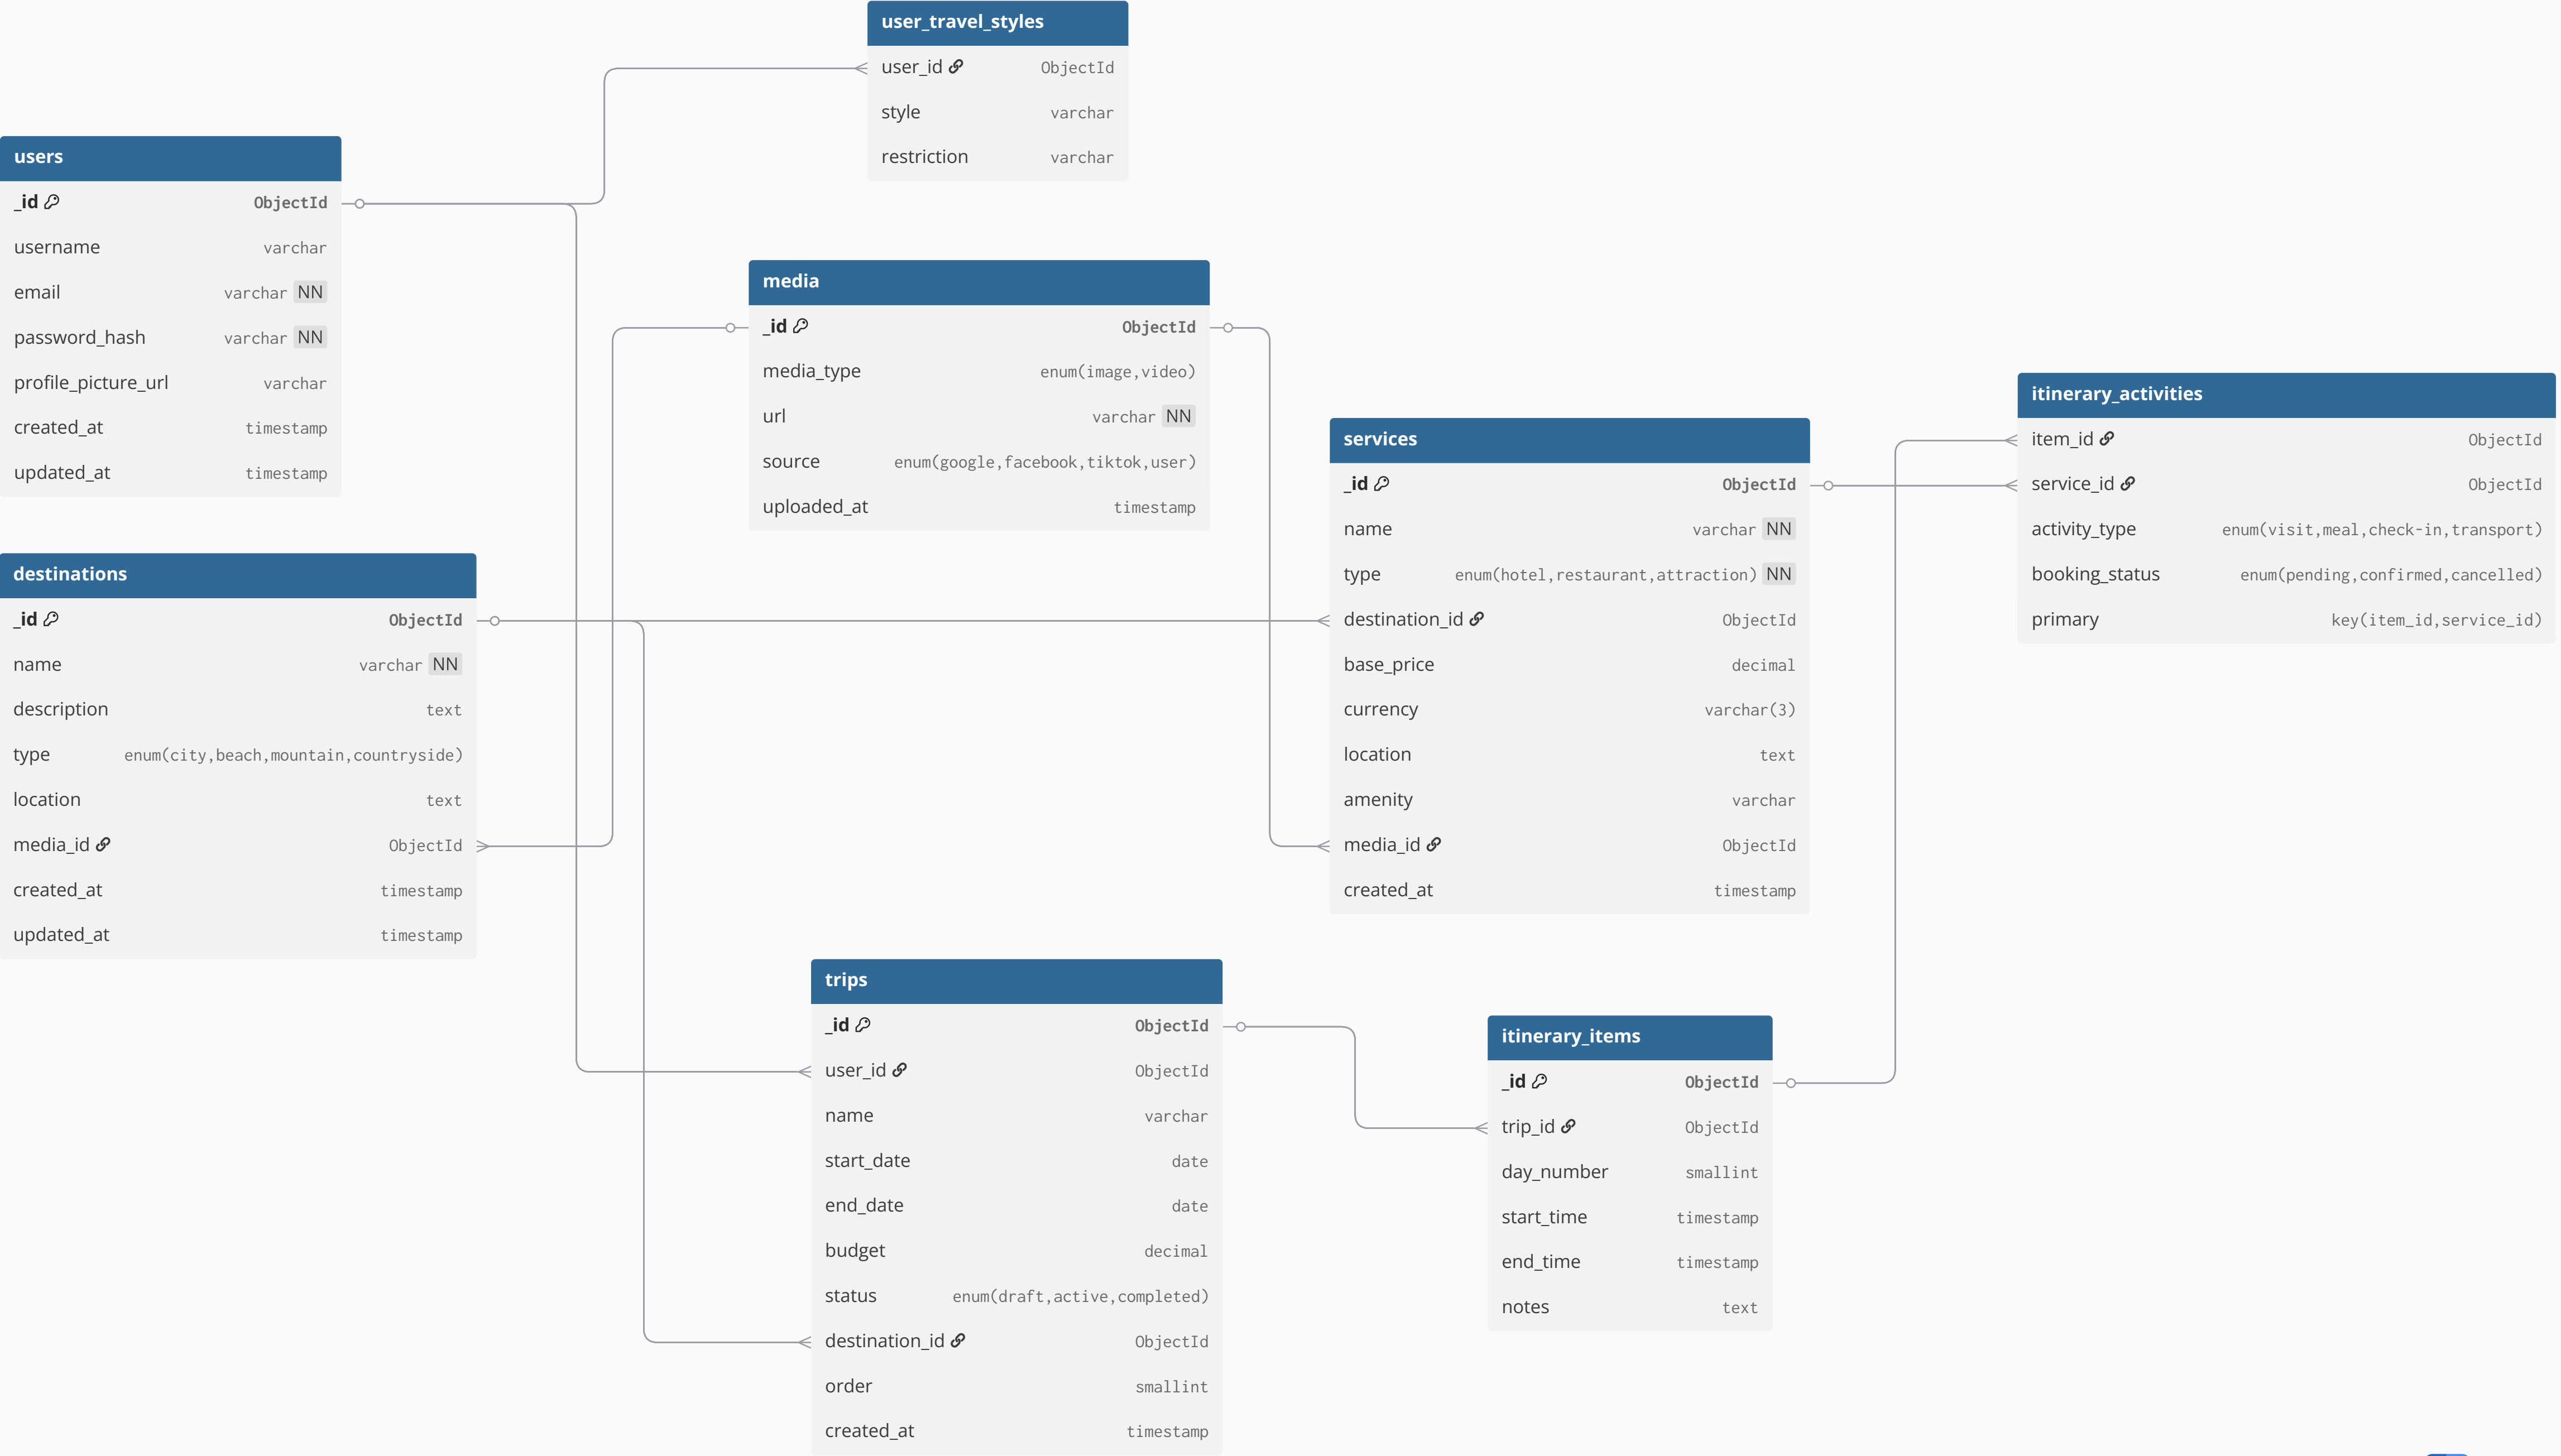 user_travel_styles
user_id ObjectId
style varchar
restriction varchar
users
_id ObjectId
username varchar
email varchar NN
password_hash varchar NN
profile_picture_url varchar
created_at timestamp
updated_at timestamp
media
_id ObjectId
media_type enum(image,video)
url varchar NN
source enum(google,facebook,tiktok,user)
uploaded_at timestamp
itinerary_activities
item_id ObjectId
service_id ObjectId
activity_type enum(visit,meal,check-in,transport)
booking_status enum(pending,confirmed,cancelled)
primary key(item_id,service_id)
services
_id ObjectId
name varchar NN
type enum(hotel,restaurant,attraction) NN
destination_id ObjectId
base_price decimal
currency varchar(3)
location text
amenity varchar
media_id ObjectId
created_at timestamp
destinations
_id ObjectId
name varchar NN
description text
type enum(city,beach,mountain,countryside)
location text
media_id ObjectId
created_at timestamp
updated_at timestamp
trips
_id ObjectId
user_id ObjectId
name varchar
start_date date
end_date date
budget decimal
status enum(draft,active,completed)
destination_id ObjectId
order smallint
created_at timestamp
itinerary_items
_id ObjectId
trip_id ObjectId
day_number smallint
start_time timestamp
end_time timestamp
notes text